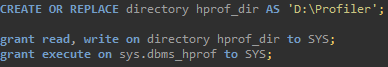 CREATE OR REPLACE directory hprof_dir AS 'D:\Profiler';
grant read, write on directory hprof_dir to SYS;
grant execute on sys.dbms_hprof to SYS;